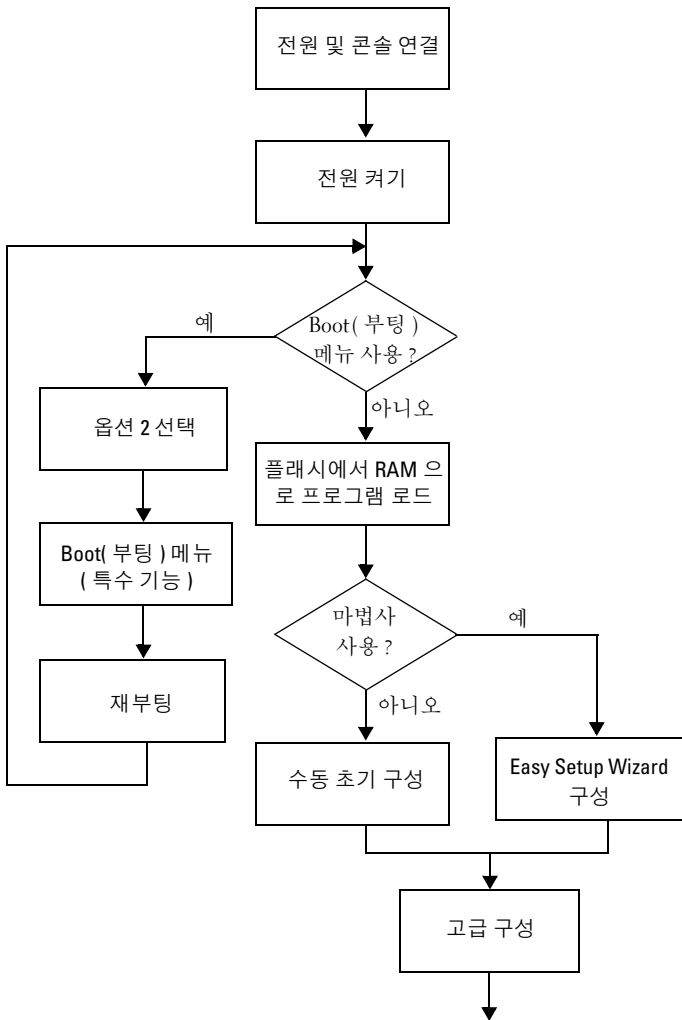 전원 및 콘솔 연결
전원 켜기
예
Boot( 부팅 )
메뉴 사용 ?
아니오
옵션 2 선택
플래시에서 RAM 으
로 프로그램 로드
Boot( 부팅 ) 메뉴
( 특수 기능 )
마법사
사용 ?
예
재부팅
아니오
수동 초기 구성
Easy Setup Wizard
구성
고급 구성